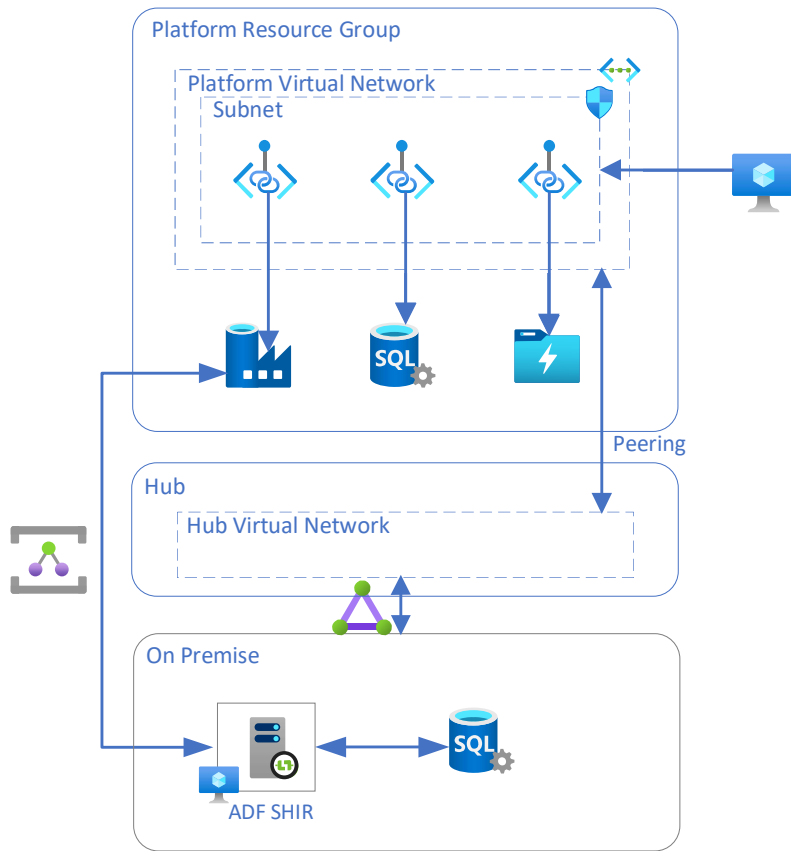 Platform Resource Group
Platform Virtual Network
Subnet
SQL
Peering
Hub
Hub Virtual Network
On Premise
SQL
ADF SHIR